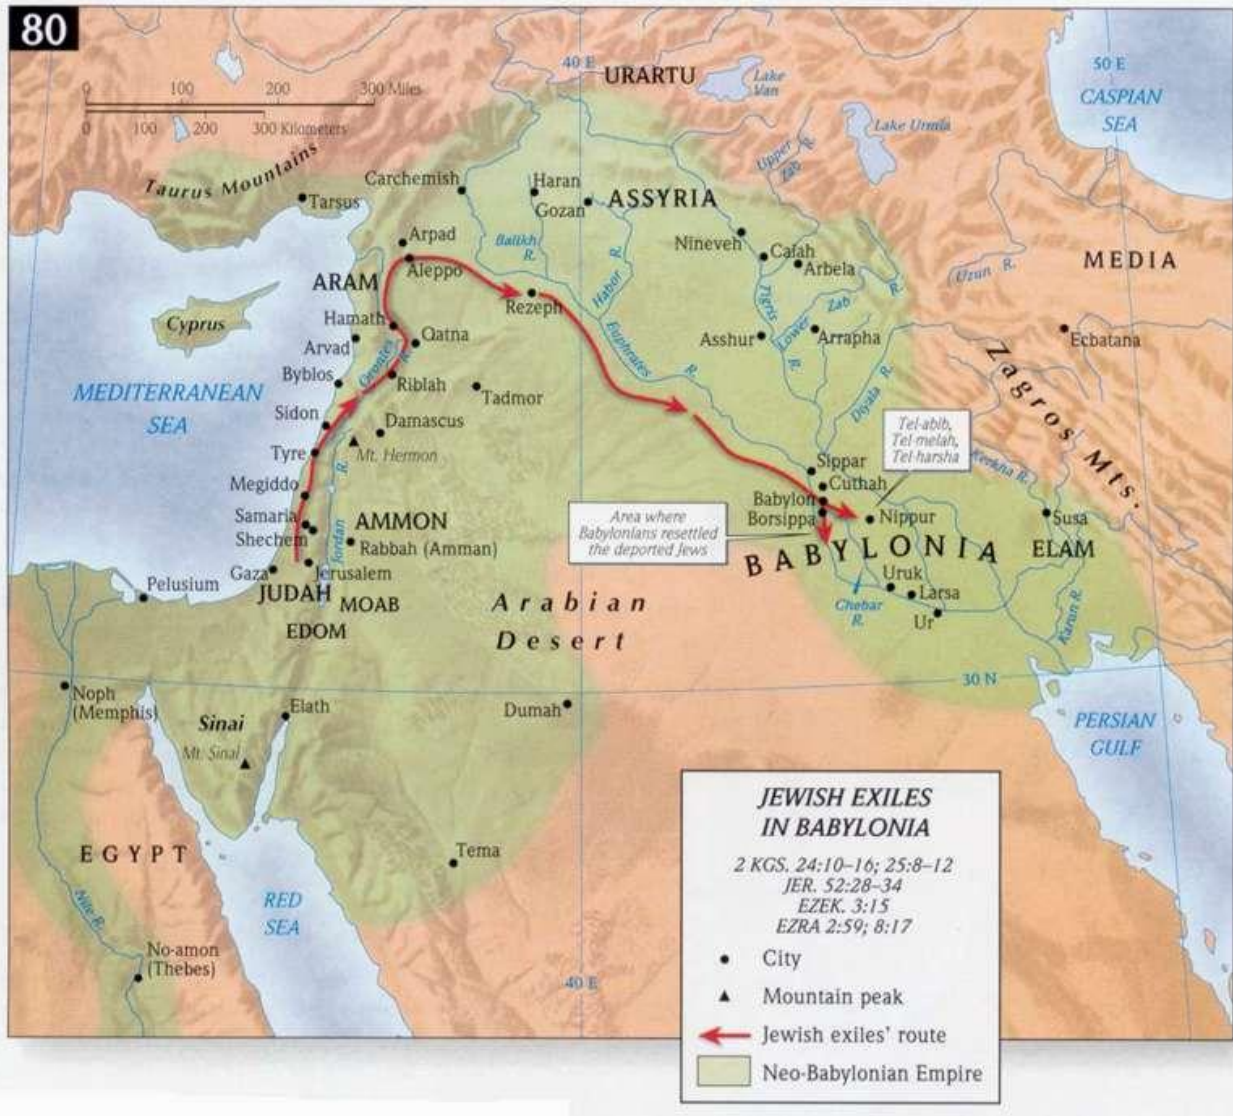 80
40 E
URARTU
Lake
Van
50 E
CASPIAN
SEA
100
200
300 Miles
0
0
100
200
300 Kilometers
Lake Urmia
Upper
Zab R.
Taurus Mountains
Tarsus
Carchemish
Haran
Gozan
ASSYRIA
Arpad
Balikh
R.
Habor R.
Nineveh
Calah
Arbela
Uzun R.
MEDIA
ARAM
Aleppo
Rezeph
Tigris
R.
Lower
Zab
R.
Cyprus
Hamath
Arvad
Qatna
Orontes
R.
Euphrates
R.
Asshur
Arrapha
Ecbatana
Byblos
Riblah
Tadmor
Diyala R.
Zagros Mts.
MEDITERRANEAN
SEA
Sidon
Damascus
Tyre
Mt. Hermon
Tel-abib,
Tel-melah,
Tel-harsha
Kerkha R.
Megiddo
Sippar
Cuthah
Babylon
Borsippa
Nippur
Susa
Samaria
Shechem
Jordan
R.
AMMON
Rabbah (Amman)
Area where
Babylonians resettled
the deported Jews
BABYLONIA
ELAM
Pelusium
Gaza
Jerusalem
JUDAH
MOAB
EDOM
Arabian
Desert
Chebar
R.
Uruk
Larsa
Ur
Karun R.
30 N
Noph
(Memphis)
Sinai
Mt. Sinai
Elath
Dumah
PERSIAN
GULF
EGYPT
Nile R.
RED
SEA
Tema
No-amon
(Thebes)
40 E
JEWISH EXILES
IN BABYLONIA
2 KGS. 24:10–16; 25:8–12
JER. 52:28–34
EZEK. 3:15
EZRA 2:59; 8:17
City
Mountain peak
Jewish exiles' route
Neo-Babylonian Empire